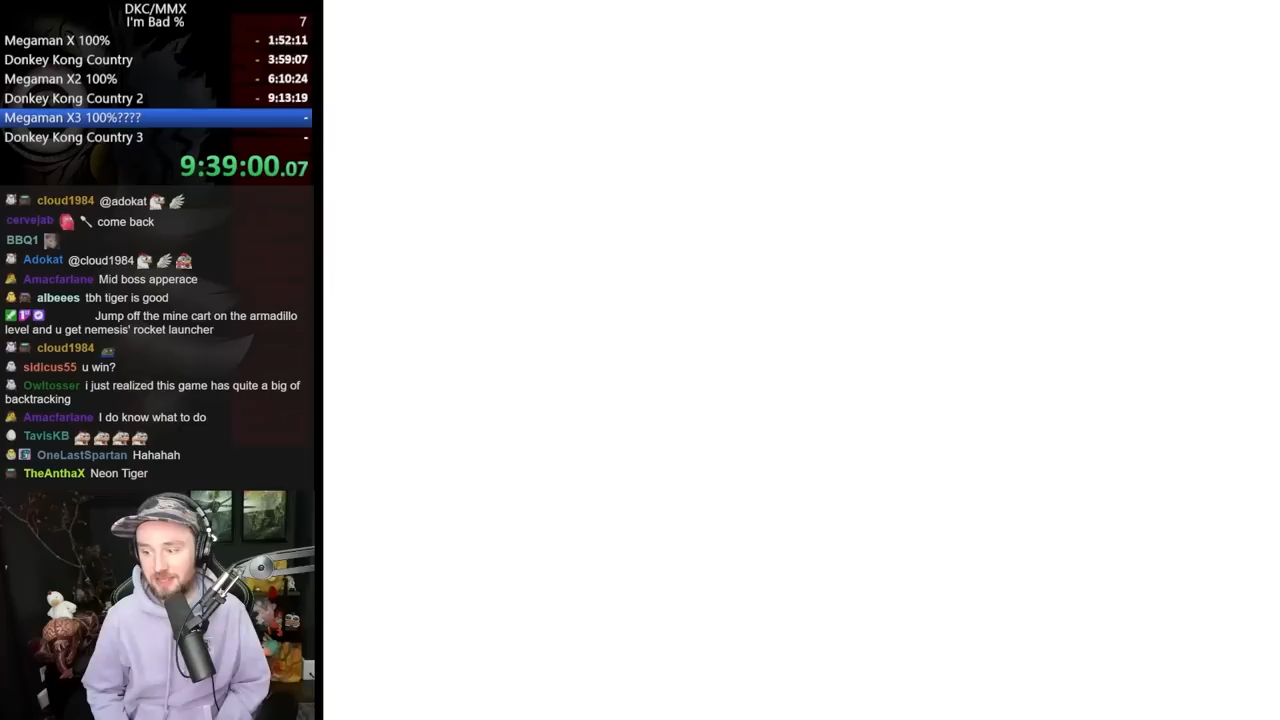 DKC/MMX
I'm Bad %
7
Megaman X 100% - 1:52:11
Donkey Kong Country - 3:59:07
Megaman X2 100% - 6:10:24
Donkey Kong Country 2 - 9:13:19
Megaman X3 100%???? -
Donkey Kong Country 3 -
9:39:00.07
cloud1984 @adokat
cervejab come back
BBQ1
Adokat @cloud1984
Amacfarlane Mid boss apperace
albeees tbh tiger is good
Jump off the mine cart on the armadillo
level and u get nemesis' rocket launcher
cloud1984
sidicus55 u win?
Owltosser i just realized this game has quite a big of
backtracking
Amacfarlane I do know what to do
TavisKB
OneLastSpartan Hahahah
TheAnthaX Neon Tiger